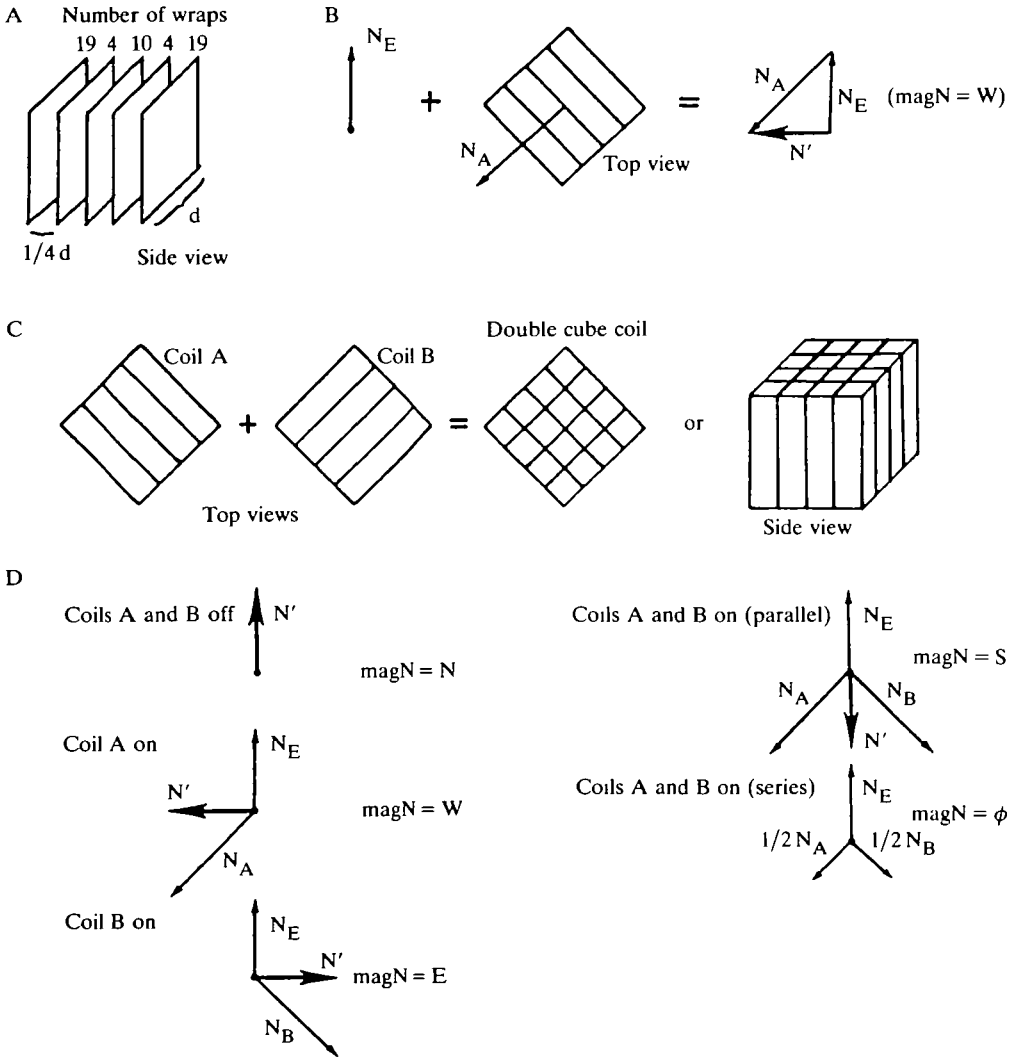 A
Number of wraps
19 4 10 4 19
1/4 d
d
Side view
B
N_E
+
N_A
Top view
=
N_A
N_E
N'
(magN = W)
C
Coil A
+
Coil B
=
Double cube coil
or
Top views
Side view
D
Coils A and B off
N'
magN = N
Coil A on
N_E
N'
magN = W
N_A
Coil B on
N_E
N'
magN = E
N_B
Coils A and B on (parallel)
N_E
magN = S
N_A
N_B
N'
Coils A and B on (series)
N_E
magN = ϕ
1/2 N_A
1/2 N_B